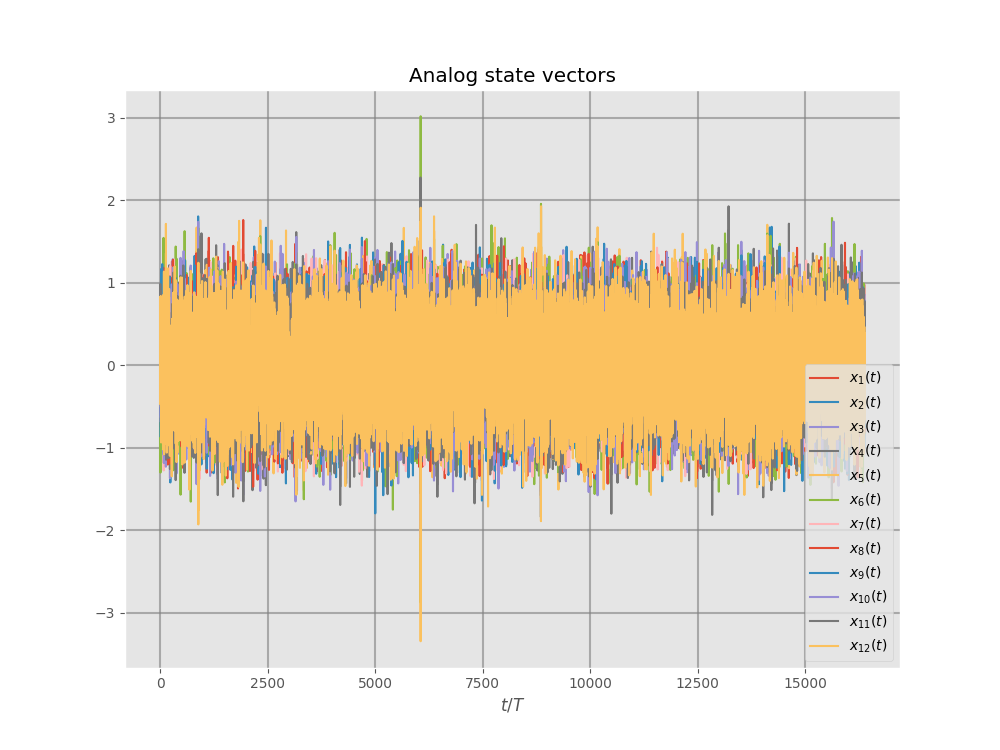 Analog state vectors
3
2
1
0
−1
−2
−3
0 2500 5000 7500 10000 12500 15000
t/T
x₁(t)
x₂(t)
x₃(t)
x₄(t)
x₅(t)
x₆(t)
x₇(t)
x₈(t)
x₉(t)
x₁₀(t)
x₁₁(t)
x₁₂(t)